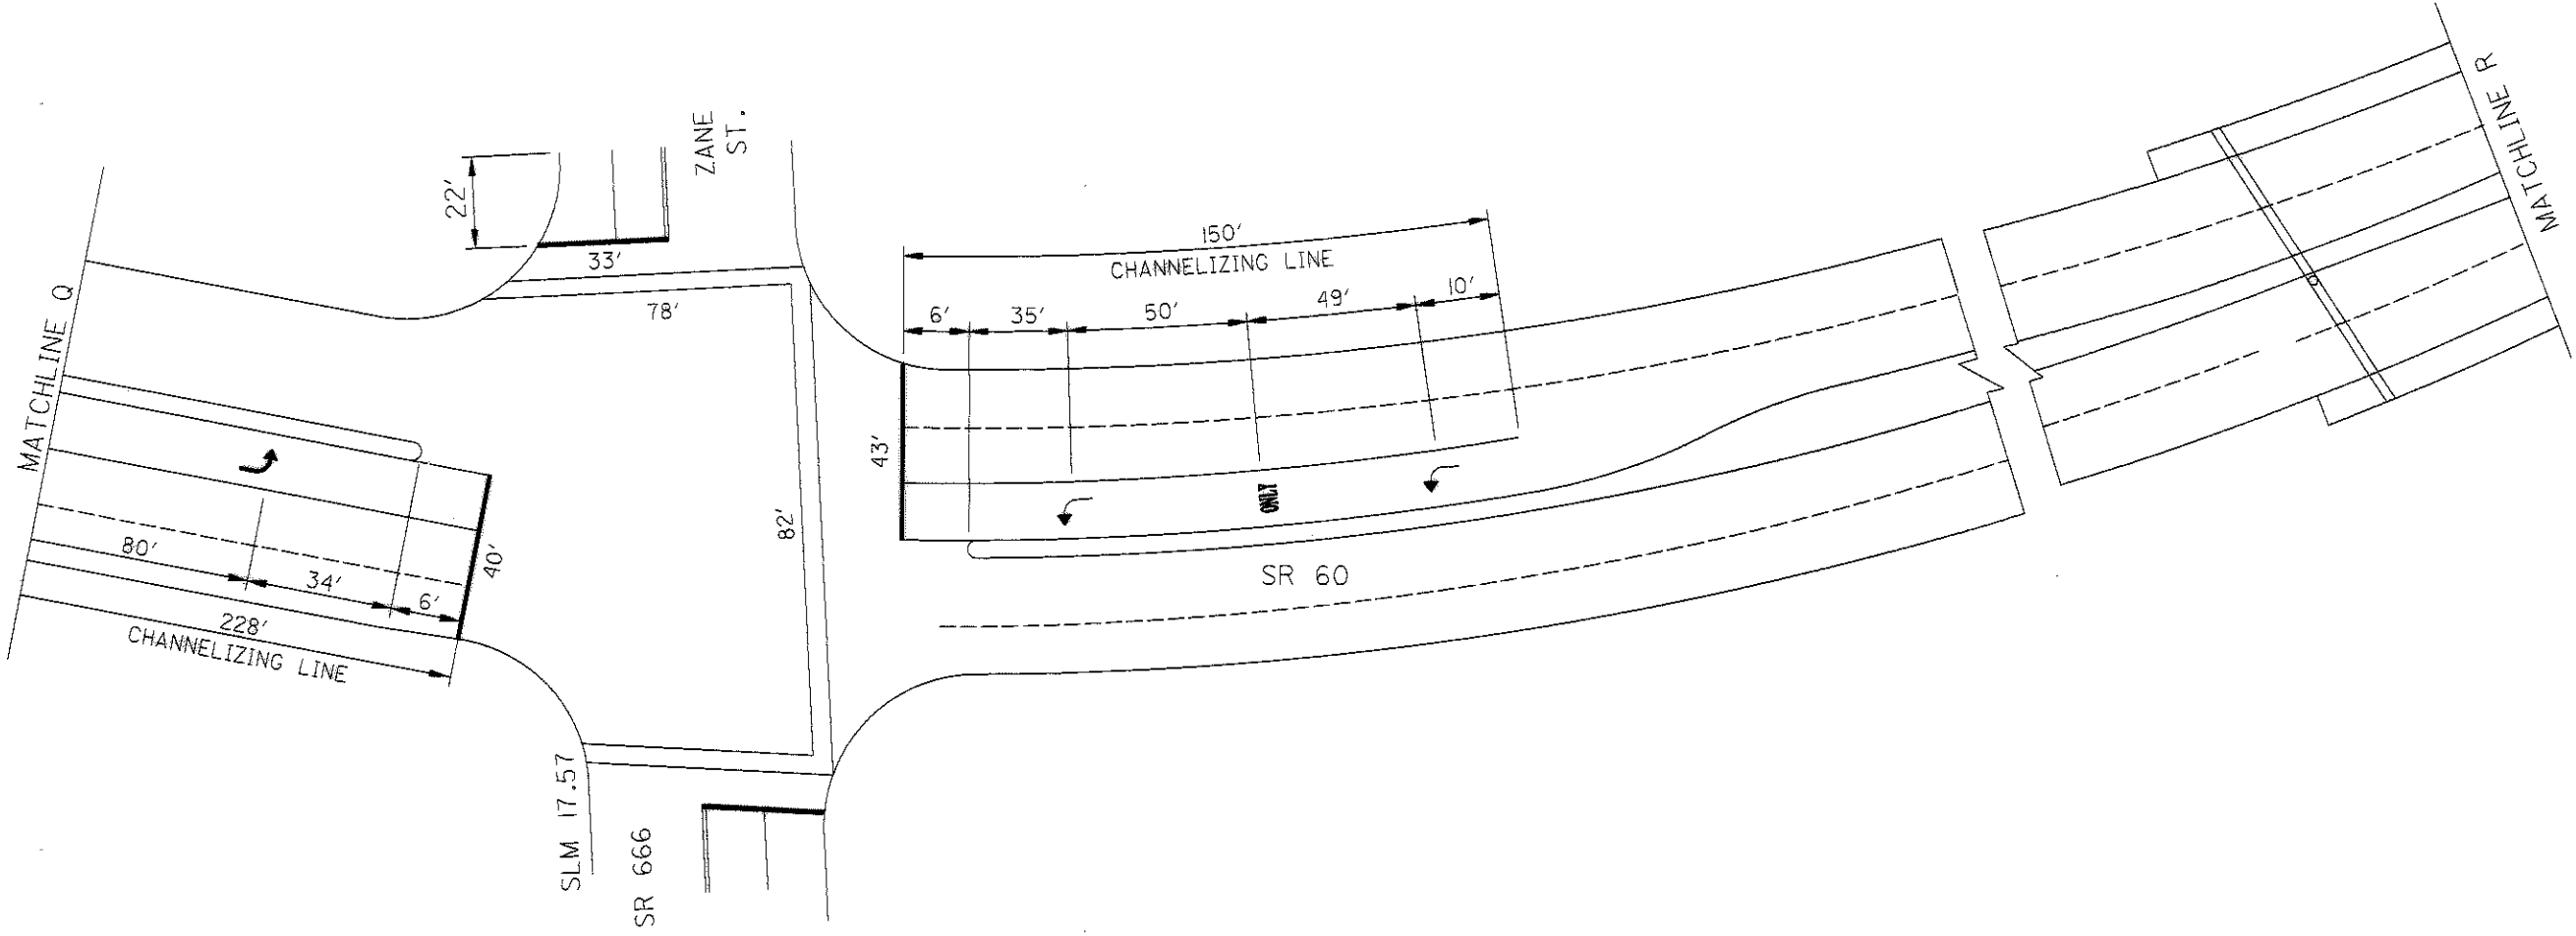 MATCHLINE Q
80'
34'
6'
40'
228'
CHANNELIZING LINE
22'
ZANE
ST.
33'
78'
82'
SLM 17.57
SR 666
150'
CHANNELIZING LINE
6'
35'
50'
49'
10'
43'
ONLY
SR 60
MATCHLINE R